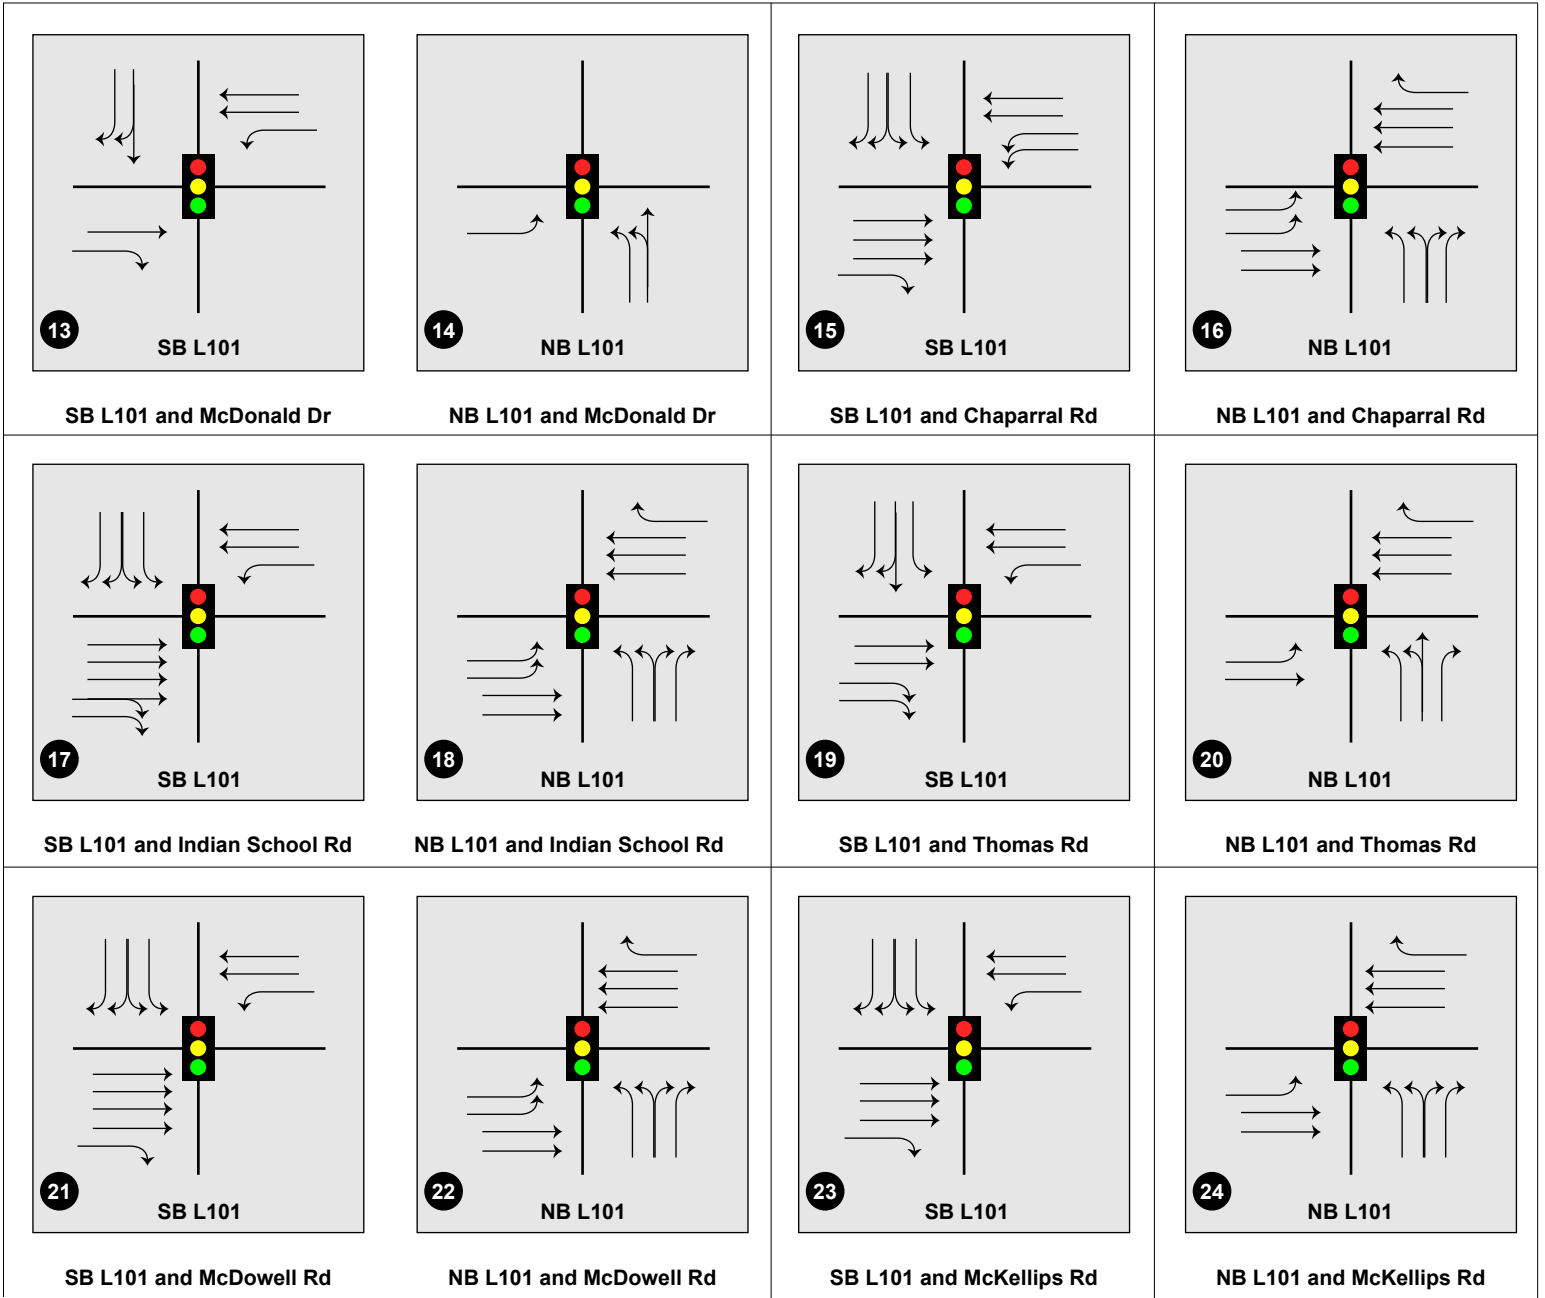 13
SB L101
SB L101 and McDonald Dr
14
NB L101
NB L101 and McDonald Dr
15
SB L101
SB L101 and Chaparral Rd
16
NB L101
NB L101 and Chaparral Rd
17
SB L101
SB L101 and Indian School Rd
18
NB L101
NB L101 and Indian School Rd
19
SB L101
SB L101 and Thomas Rd
20
NB L101
NB L101 and Thomas Rd
21
SB L101
SB L101 and McDowell Rd
22
NB L101
NB L101 and McDowell Rd
23
SB L101
SB L101 and McKellips Rd
24
NB L101
NB L101 and McKellips Rd